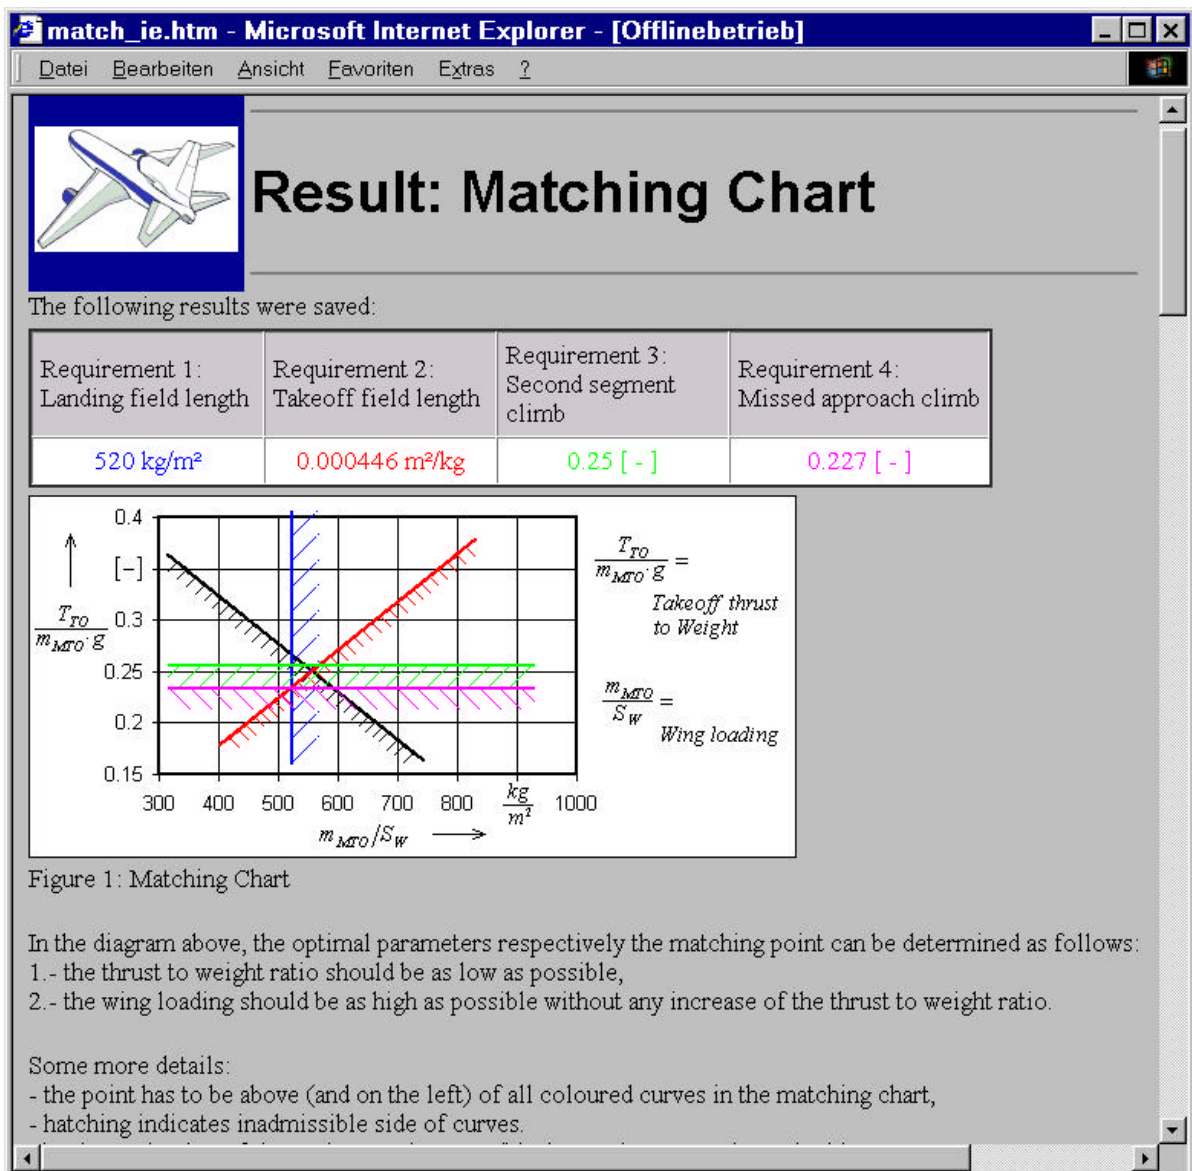 match_ie.htm - Microsoft Internet Explorer - [Offlinebetrieb]
Datei Bearbeiten Ansicht Favoriten Extras ?
Result: Matching Chart
The following results were saved:
Requirement 1:
Landing field length
Requirement 2:
Takeoff field length
Requirement 3:
Second segment
climb
Requirement 4:
Missed approach climb
520 kg/m²
0.000446 m²/kg
0.25 [ - ]
0.227 [ - ]
0.4
[-]
0.3
0.25
0.2
0.15
T_TO
m_MTO·g
300 400 500 600 700 800 kg/m² 1000
m_MTO/S_W
T_TO
m_MTO·g =
Takeoff thrust
to Weight
m_MTO
S_W =
Wing loading
Figure 1: Matching Chart
In the diagram above, the optimal parameters respectively the matching point can be determined as follows:
1.- the thrust to weight ratio should be as low as possible,
2.- the wing loading should be as high as possible without any increase of the thrust to weight ratio.
Some more details:
- the point has to be above (and on the left) of all coloured curves in the matching chart,
- hatching indicates inadmissible side of curves.